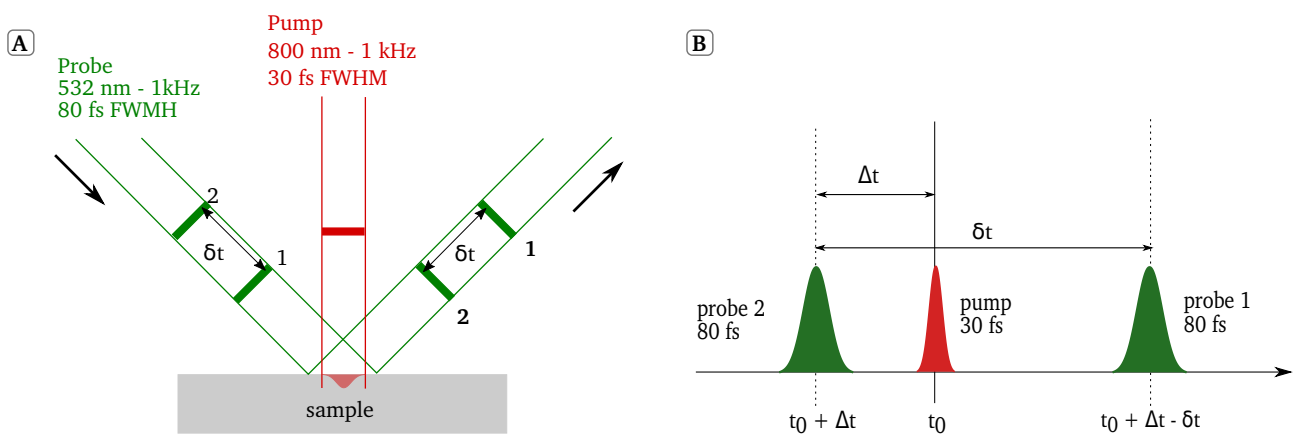 A
Probe
532 nm - 1kHz
80 fs FWMH
Pump
800 nm - 1 kHz
30 fs FWHM
2
δt
1
δt
1
2
sample
B
Δt
δt
probe 2
80 fs
pump
30 fs
probe 1
80 fs
t0 + Δt
t0
t0 + Δt - δt